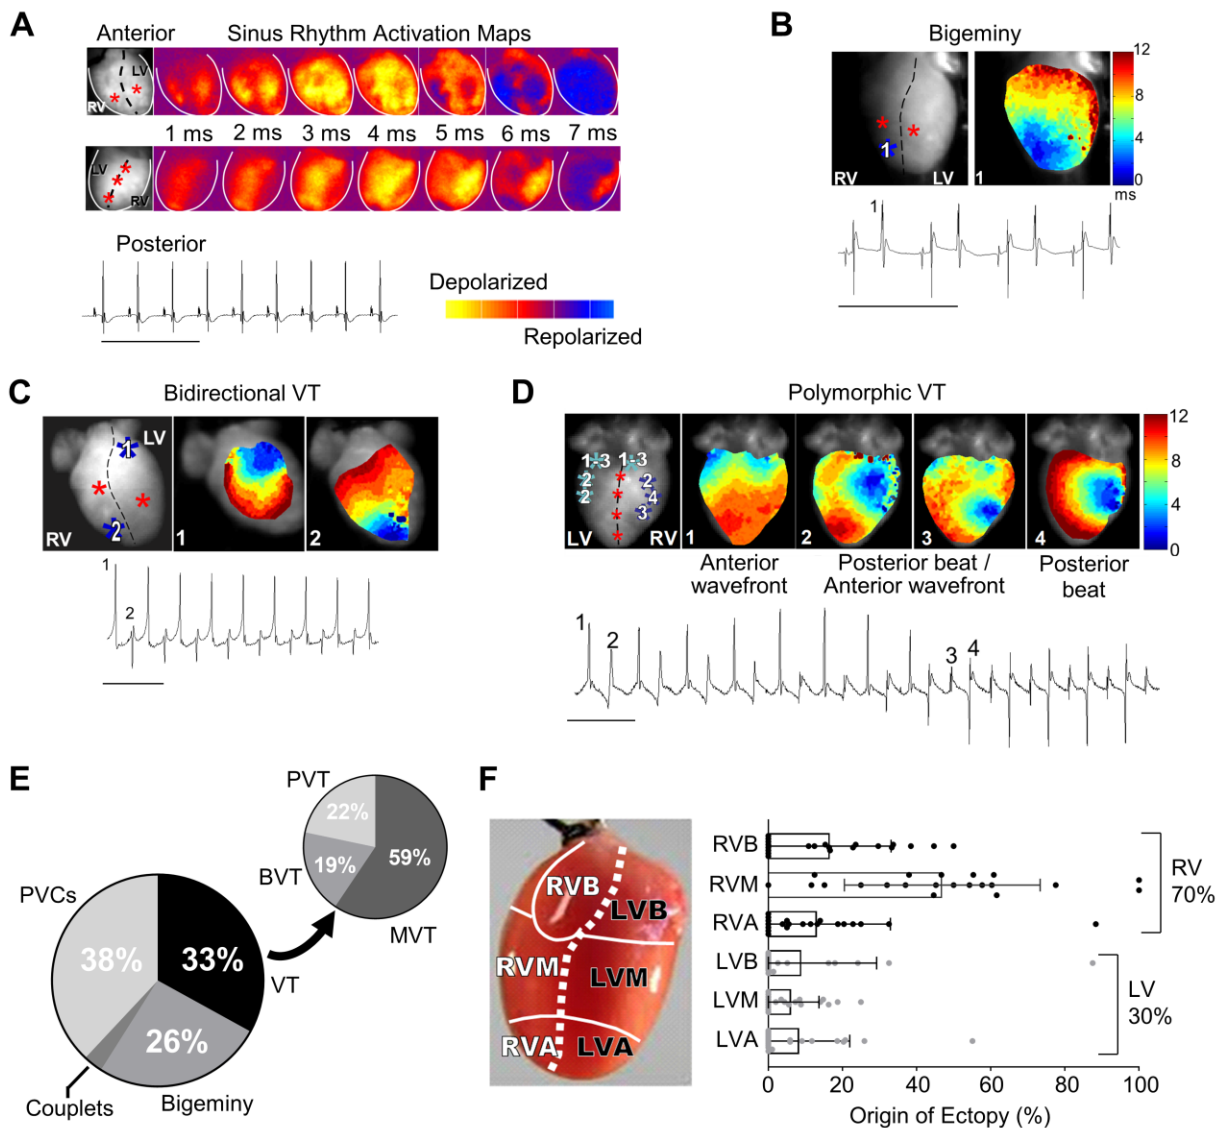 A
Anterior
Sinus Rhythm Activation Maps
LV
RV
1 ms 2 ms 3 ms 4 ms 5 ms 6 ms 7 ms
LV
RV
Posterior
Depolarized
Repolarized
B
Bigeminy
1
RV LV
1
12
8
4
0
ms
1
C
Bidirectional VT
LV
1
2
RV
1
2
1
2
D
Polymorphic VT
1-3 1-3
2 2
2 4
3
LV RV
1
2
3
4
12
8
4
0
Anterior
wavefront
Posterior beat /
Anterior wavefront
Posterior
beat
1
2
3
4
E
PVT
22%
19%
59%
BVT
MVT
PVCs
38%
33%
VT
26%
Couplets
Bigeminy
F
RVB
LVB
RVM
LVM
RVA
LVA
RVB
RVM
RVA
LVB
LVM
LVA
RV
70%
LV
30%
0 20 40 60 80 100
Origin of Ectopy (%)